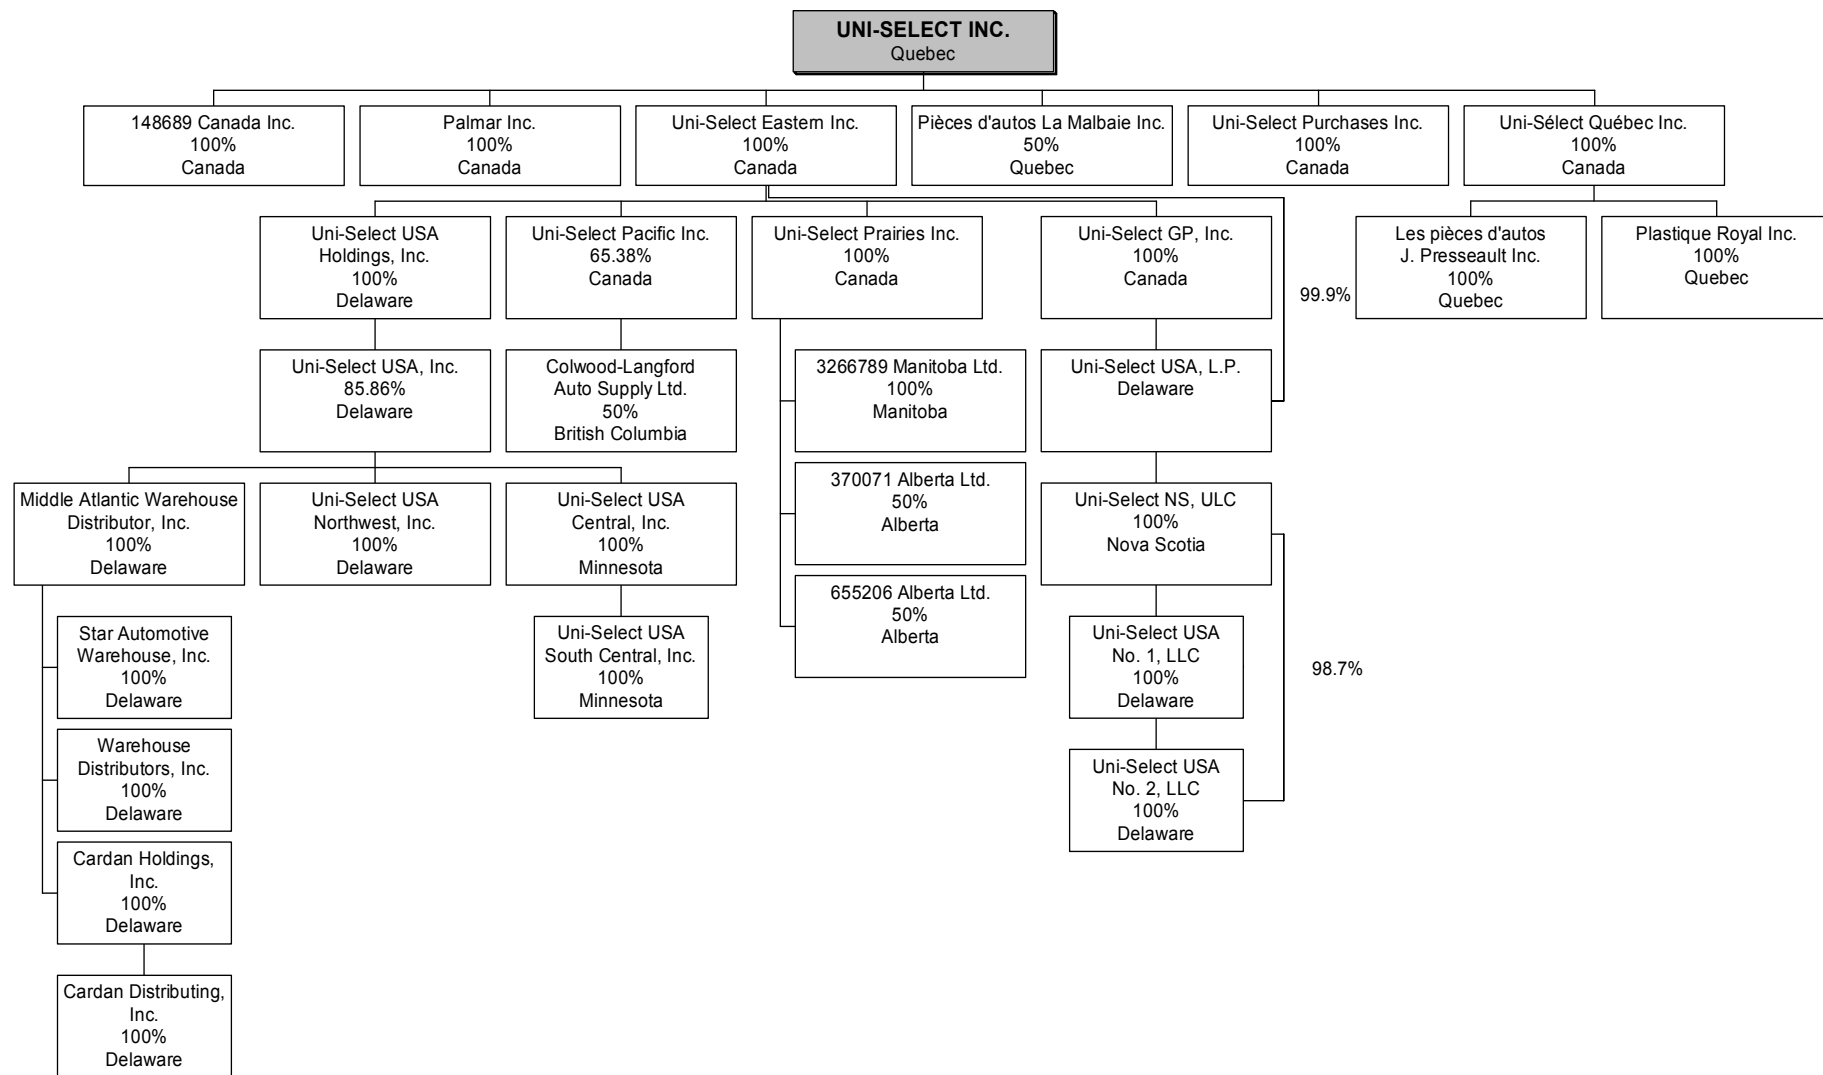 UNI-SELECT INC.
Quebec
148689 Canada Inc.
100%
Canada
Palmar Inc.
100%
Canada
Uni-Select Eastern Inc.
100%
Canada
Pièces d'autos La Malbaie Inc.
50%
Quebec
Uni-Select Purchases Inc.
100%
Canada
Uni-Sélect Québec Inc.
100%
Canada
Uni-Select USA
Holdings, Inc.
100%
Delaware
Uni-Select Pacific Inc.
65.38%
Canada
Uni-Select Prairies Inc.
100%
Canada
Uni-Select GP, Inc.
100%
Canada
99.9%
Les pièces d'autos
J. Presseault Inc.
100%
Quebec
Plastique Royal Inc.
100%
Quebec
Uni-Select USA, Inc.
85.86%
Delaware
Colwood-Langford
Auto Supply Ltd.
50%
British Columbia
3266789 Manitoba Ltd.
100%
Manitoba
Uni-Select USA, L.P.
Delaware
Middle Atlantic Warehouse
Distributor, Inc.
100%
Delaware
Uni-Select USA
Northwest, Inc.
100%
Delaware
Uni-Select USA
Central, Inc.
100%
Minnesota
370071 Alberta Ltd.
50%
Alberta
Uni-Select NS, ULC
100%
Nova Scotia
655206 Alberta Ltd.
50%
Alberta
Star Automotive
Warehouse, Inc.
100%
Delaware
Uni-Select USA
South Central, Inc.
100%
Minnesota
Uni-Select USA
No. 1, LLC
100%
Delaware
98.7%
Warehouse
Distributors, Inc.
100%
Delaware
Uni-Select USA
No. 2, LLC
100%
Delaware
Cardan Holdings,
Inc.
100%
Delaware
Cardan Distributing,
Inc.
100%
Delaware